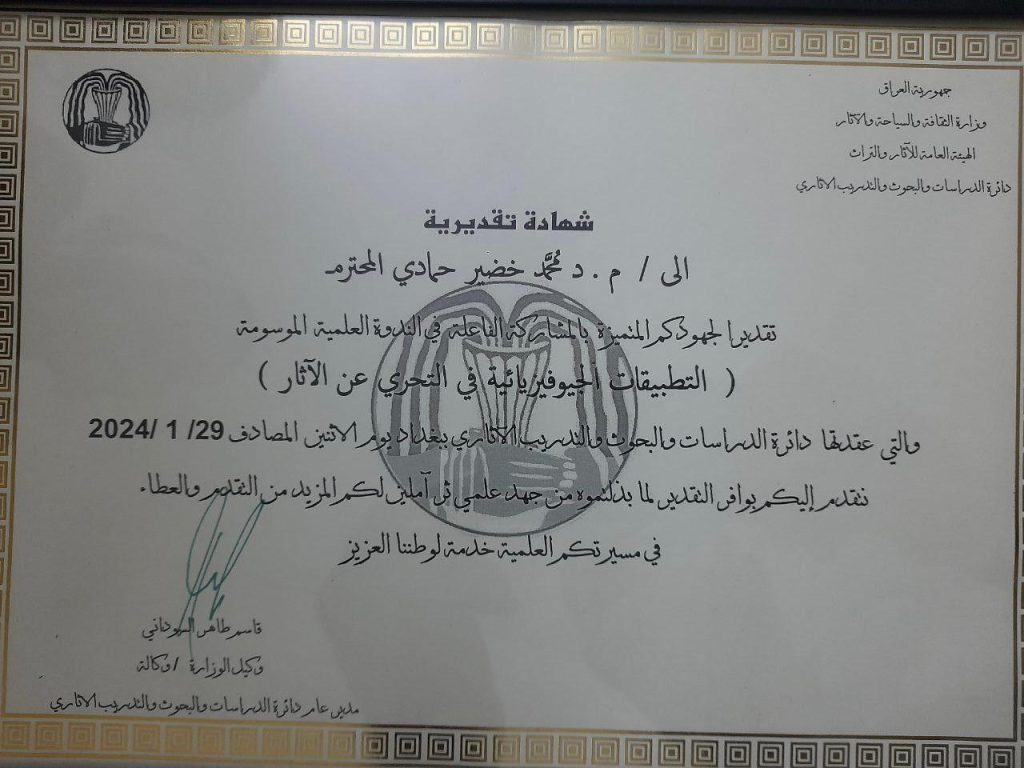 جمهورية العراق
وزارة الثقافة والسياحة والاثار
الهيئة العامة للآثار والتراث
دائرة الدراسات والبحوث والتدريب الآثاري
شهادة تقديرية
الى / م . د مُحَمَّد خضير حمادي المحترم
تقديرا لجهودكم المتميزة بالمشاركة الفاعلة في الندوة العلمية الموسومة
( التطبيقات الجيوفيزيائية في التحري عن الآثار )
والتي عقدتها دائرة الدراسات والبحوث والتدريب الآثاري ببغداد يوم الاثنين المصادف 29/ 1 /2024
نتقدم إليكم بوافر التقدير لما بذلتموه من جهد علمي ثر آملين لكم المزيد من التقدم والعطاء
في مسيرتكم العلمية خدمة لوطننا العزيز
قاسم طاهر السوداني
وكيل الوزارة / وكالة
مدير عام دائرة الدراسات والبحوث والتدريب الآثاري